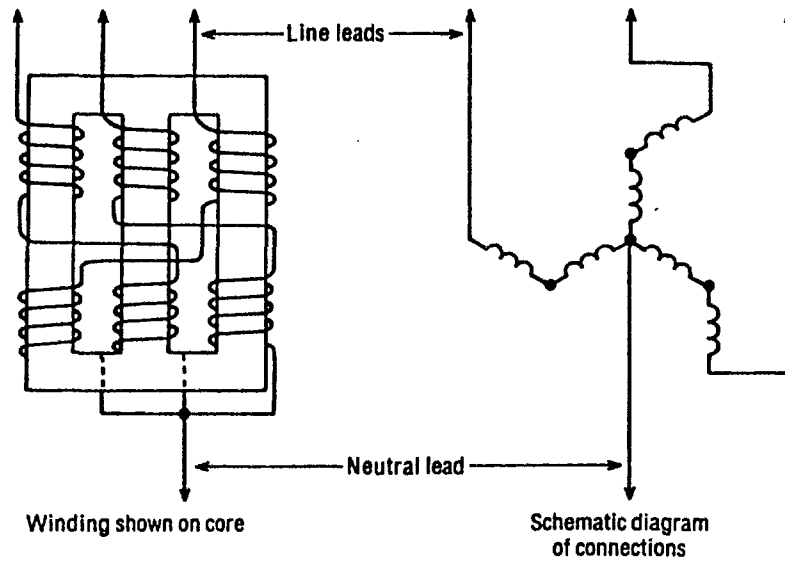 Line leads
Neutral lead
Winding shown on core
Schematic diagram
of connections